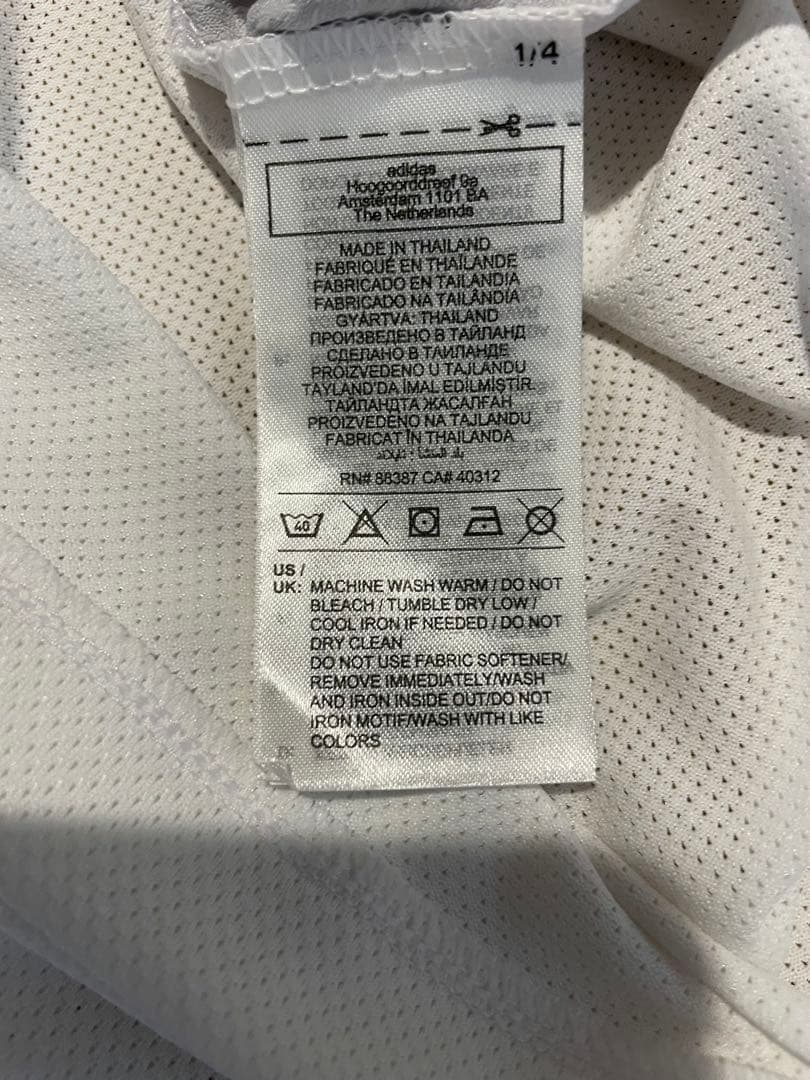 1/4
adidas
Hoogoorddreef 9a
Amsterdam 1101 BA
The Netherlands
MADE IN THAILAND
FABRIQUÉ EN THAÏLANDE
FABRICADO EN TAILANDIA
FABRICADO NA TAILÂNDIA
GYÁRTVA: THAILAND
ПРОИЗВЕДЕНО В ТАЙЛАНД
СДЕЛАНО В ТАИЛАНДЕ
PROIZVEDENO U TAJLANDU
TAYLAND'DA İMAL EDİLMİŞTİR
ТАЙЛАНДТА ЖАСАЛҒАН
PROIZVEDENO NA TAJLANDU
FABRICAT ÎN THAILANDA
RN# 88387 CA# 40312
40
US /
UK: MACHINE WASH WARM / DO NOT
BLEACH / TUMBLE DRY LOW /
COOL IRON IF NEEDED / DO NOT
DRY CLEAN
DO NOT USE FABRIC SOFTENER/
REMOVE IMMEDIATELY/WASH
AND IRON INSIDE OUT/DO NOT
IRON MOTIF/WASH WITH LIKE
COLORS